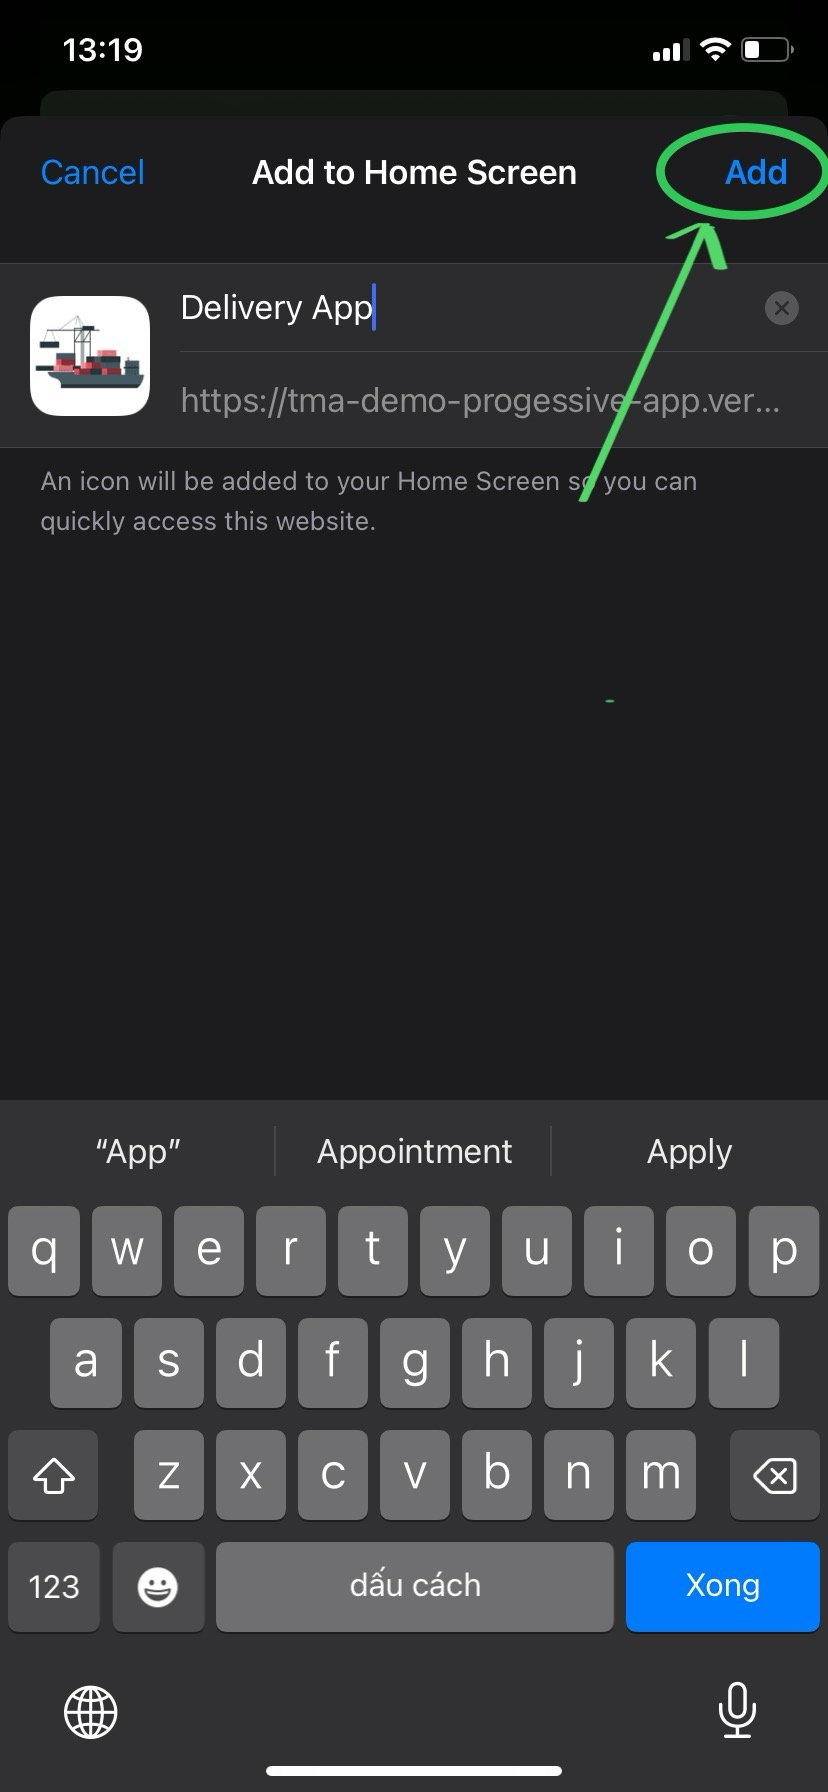 13:19
Cancel Add to Home Screen Add
Delivery App
https://tma-demo-progessive-app.ver...
An icon will be added to your Home Screen so you can
quickly access this website.
“App” Appointment Apply
q w e r t y u i o p
a s d f g h j k l
z x c v b n m
123 dấu cách Xong